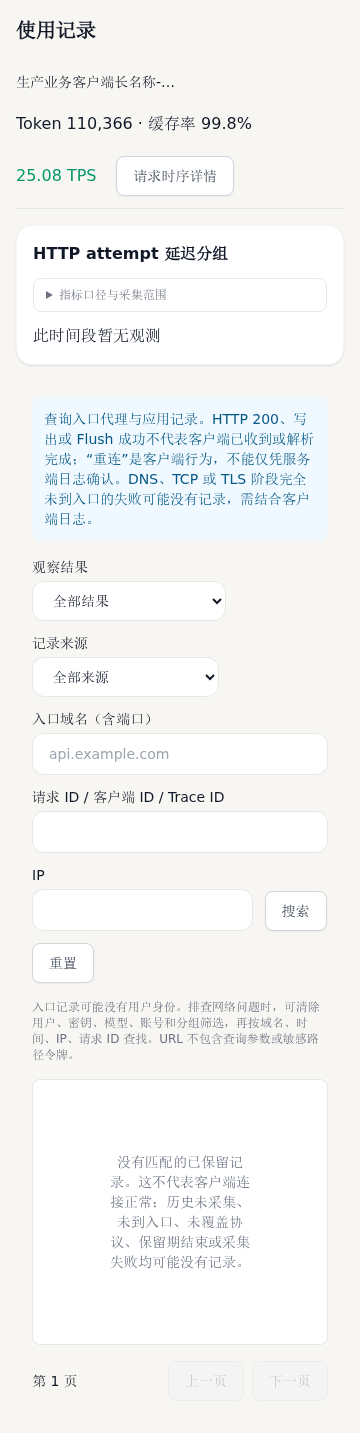 使用记录
生产业务客户端长名称-...
Token 110,366 · 缓存率 99.8%
25.08 TPS
请求时序详情
HTTP attempt 延迟分组
▶ 指标口径与采集范围
此时间段暂无观测
查询入口代理与应用记录。HTTP 200、写
出或 Flush 成功不代表客户端已收到或解析
完成；“重连”是客户端行为，不能仅凭服务
端日志确认。DNS、TCP 或 TLS 阶段完全
未到入口的失败可能没有记录，需结合客户
端日志。
观察结果
全部结果
记录来源
全部来源
入口域名（含端口）
api.example.com
请求 ID / 客户端 ID / Trace ID
IP
搜索
重置
入口记录可能没有用户身份。排查网络问题时，可清除
用户、密钥、模型、账号和分组筛选，再按域名、时
间、IP、请求 ID 查找。URL 不包含查询参数或敏感路
径令牌。
没有匹配的已保留记
录。这不代表客户端连
接正常；历史未采集、
未到入口、未覆盖协
议、保留期结束或采集
失败均可能没有记录。
第 1 页
上一页
下一页